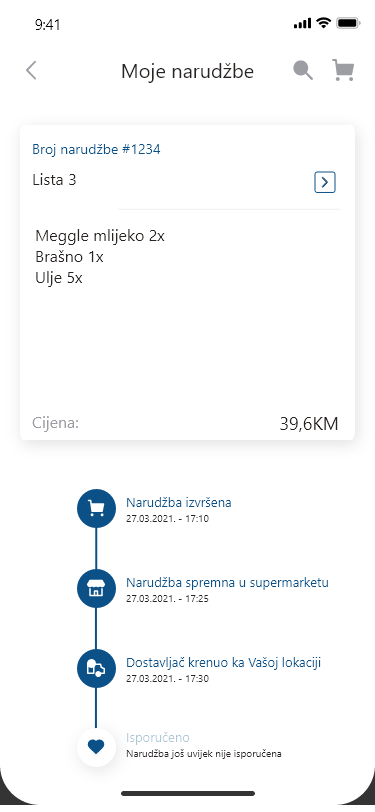 9:41
Moje narudžbe
Broj narudžbe #1234
Lista 3
Meggle mlijeko 2x
Brašno 1x
Ulje 5x
Cijena: 39,6KM
Narudžba izvršena
27.03.2021. - 17:10
Narudžba spremna u supermarketu
27.03.2021. - 17:25
Dostavljač krenuo ka Vašoj lokaciji
27.03.2021. - 17:30
Isporučeno
Narudžba još uvijek nije isporučena